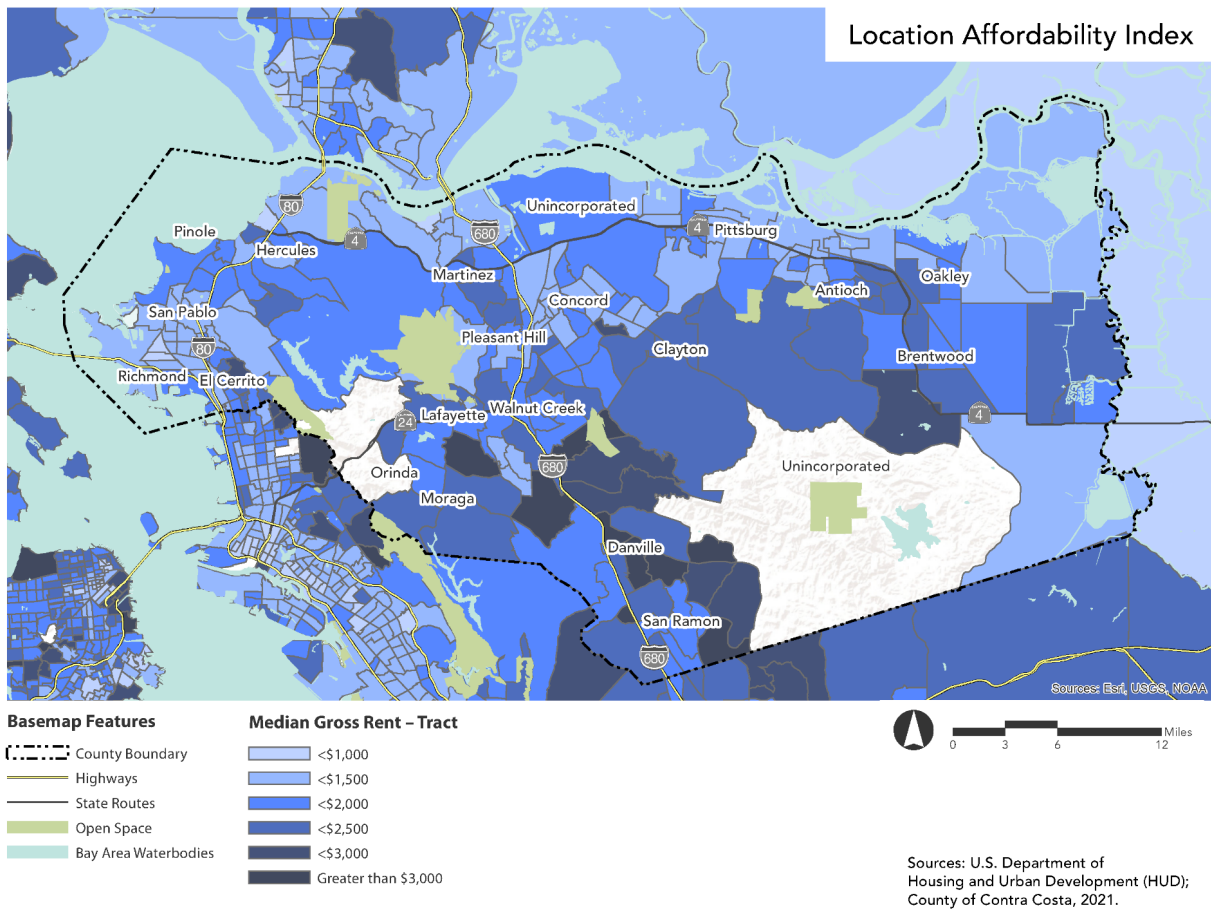 Location Affordability Index
80
Unincorporated
Pinole
4
Pittsburg
680
Hercules
4
Martinez
Oakley
Antioch
Concord
San Pablo
Pleasant Hill
80
Clayton
Brentwood
Richmond
El Cerrito
Lafayette
Walnut Creek
24
4
680
Unincorporated
Orinda
Moraga
Danville
San Ramon
680
Sources: Esri, USGS, NOAA
Basemap Features
County Boundary
Highways
State Routes
Open Space
Bay Area Waterbodies
Median Gross Rent – Tract
<$1,000
<$1,500
<$2,000
<$2,500
<$3,000
Greater than $3,000
Miles
0 3 6 12
Sources: U.S. Department of
Housing and Urban Development (HUD);
County of Contra Costa, 2021.